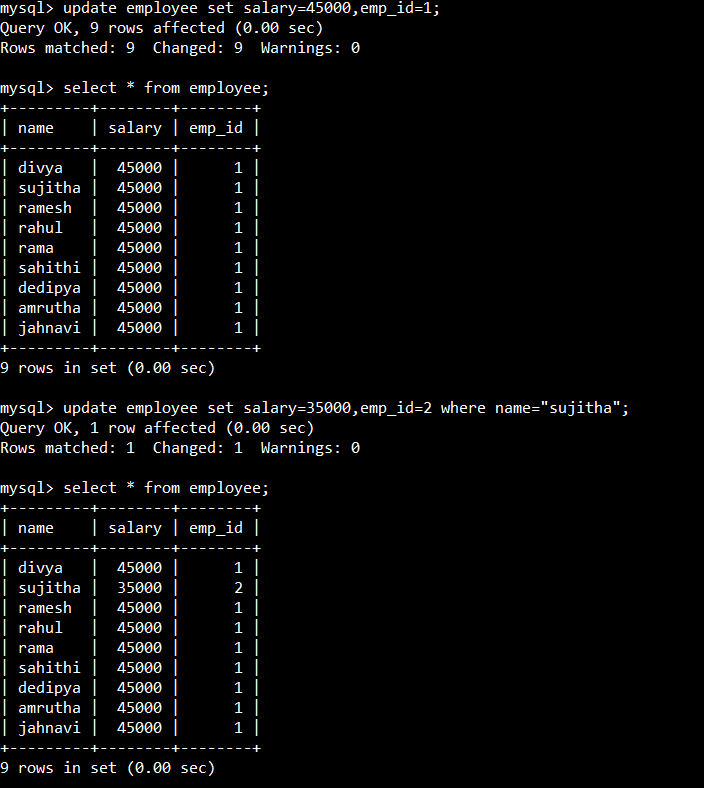 mysql> update employee set salary=45000,emp_id=1;
Query OK, 9 rows affected (0.00 sec)
Rows matched: 9  Changed: 9  Warnings: 0

mysql> select * from employee;
+---------+--------+--------+
| name    | salary | emp_id |
+---------+--------+--------+
| divya   |  45000 |      1 |
| sujitha |  45000 |      1 |
| ramesh  |  45000 |      1 |
| rahul   |  45000 |      1 |
| rama    |  45000 |      1 |
| sahithi |  45000 |      1 |
| dedipya |  45000 |      1 |
| amrutha |  45000 |      1 |
| jahnavi |  45000 |      1 |
+---------+--------+--------+
9 rows in set (0.00 sec)

mysql> update employee set salary=35000,emp_id=2 where name="sujitha";
Query OK, 1 row affected (0.00 sec)
Rows matched: 1  Changed: 1  Warnings: 0

mysql> select * from employee;
+---------+--------+--------+
| name    | salary | emp_id |
+---------+--------+--------+
| divya   |  45000 |      1 |
| sujitha |  35000 |      2 |
| ramesh  |  45000 |      1 |
| rahul   |  45000 |      1 |
| rama    |  45000 |      1 |
| sahithi |  45000 |      1 |
| dedipya |  45000 |      1 |
| amrutha |  45000 |      1 |
| jahnavi |  45000 |      1 |
+---------+--------+--------+
9 rows in set (0.00 sec)